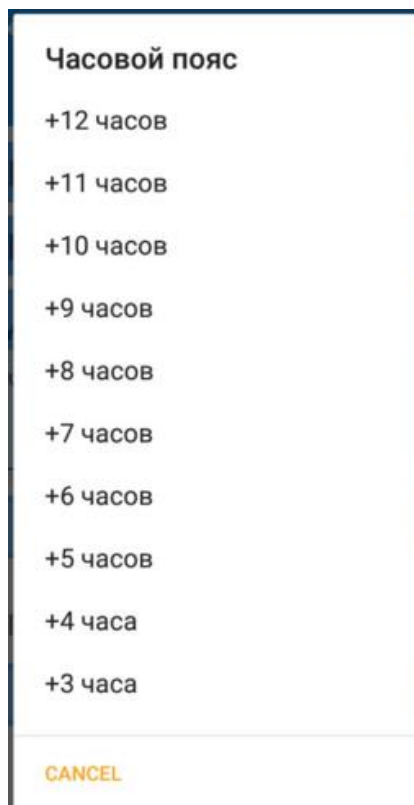 Часовой пояс
+12 часов
+11 часов
+10 часов
+9 часов
+8 часов
+7 часов
+6 часов
+5 часов
+4 часа
+3 часа
CANCEL